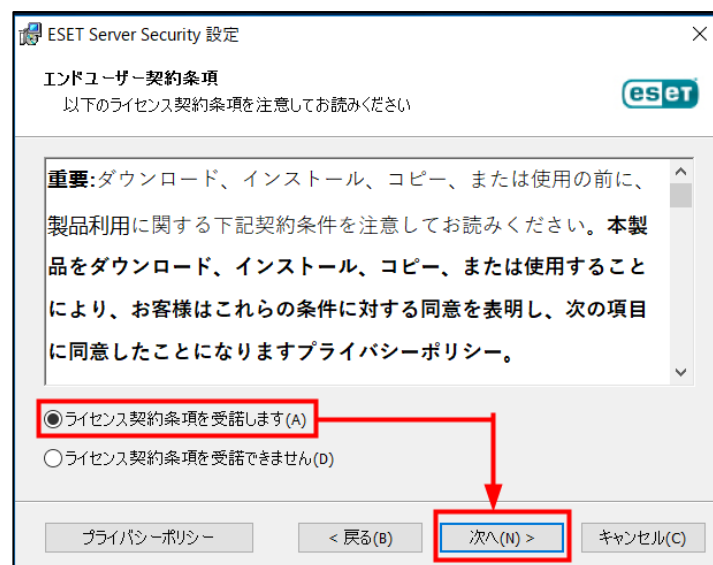 ESET Server Security 設定
エンドユーザー契約条項
以下のライセンス契約条項を注意してお読みください
eset
重要:ダウンロード、インストール、コピー、または使用の前に、
製品利用に関する下記契約条件を注意してお読みください。本製
品をダウンロード、インストール、コピー、または使用すること
により、お客様はこれらの条件に対する同意を表明し、次の項目
に同意したことになりますプライバシーポリシー。
ライセンス契約条項を受諾します(A)
ライセンス契約条項を受諾できません(D)
プライバシーポリシー
< 戻る(B)
次へ(N) >
キャンセル(C)